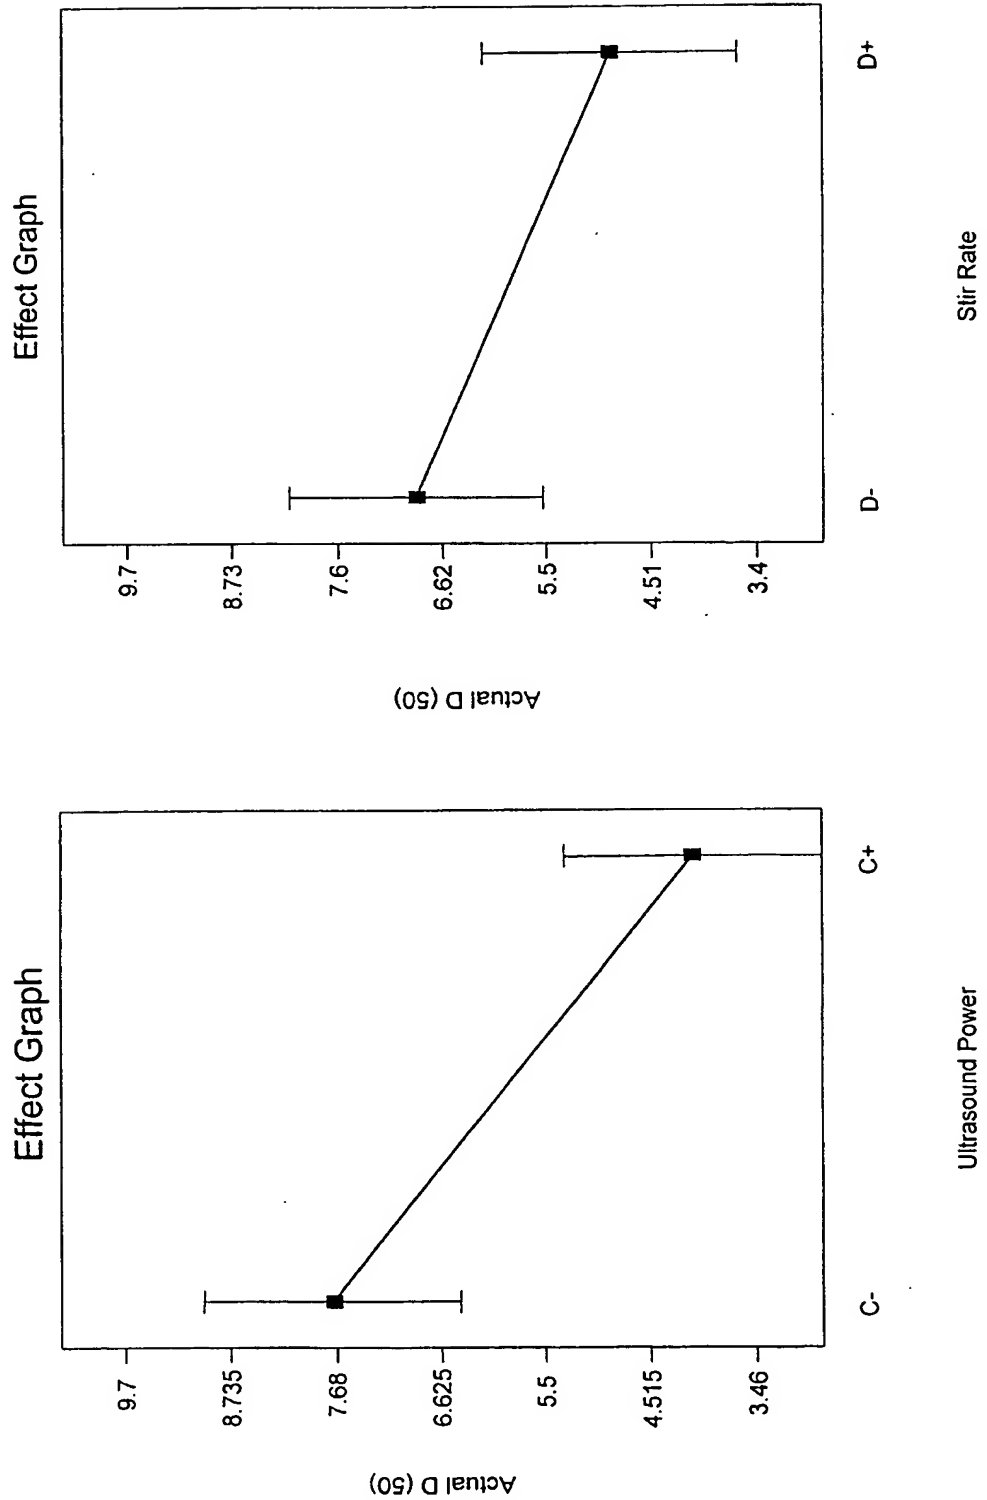 Effect Graph
9.7
8.735
7.68
6.625
5.5
4.515
3.46
Actual D (50)
C-
C+
Ultrasound Power
Effect Graph
9.7
8.73
7.6
6.62
5.5
4.51
3.4
Actual D (50)
D-
D+
Stir Rate